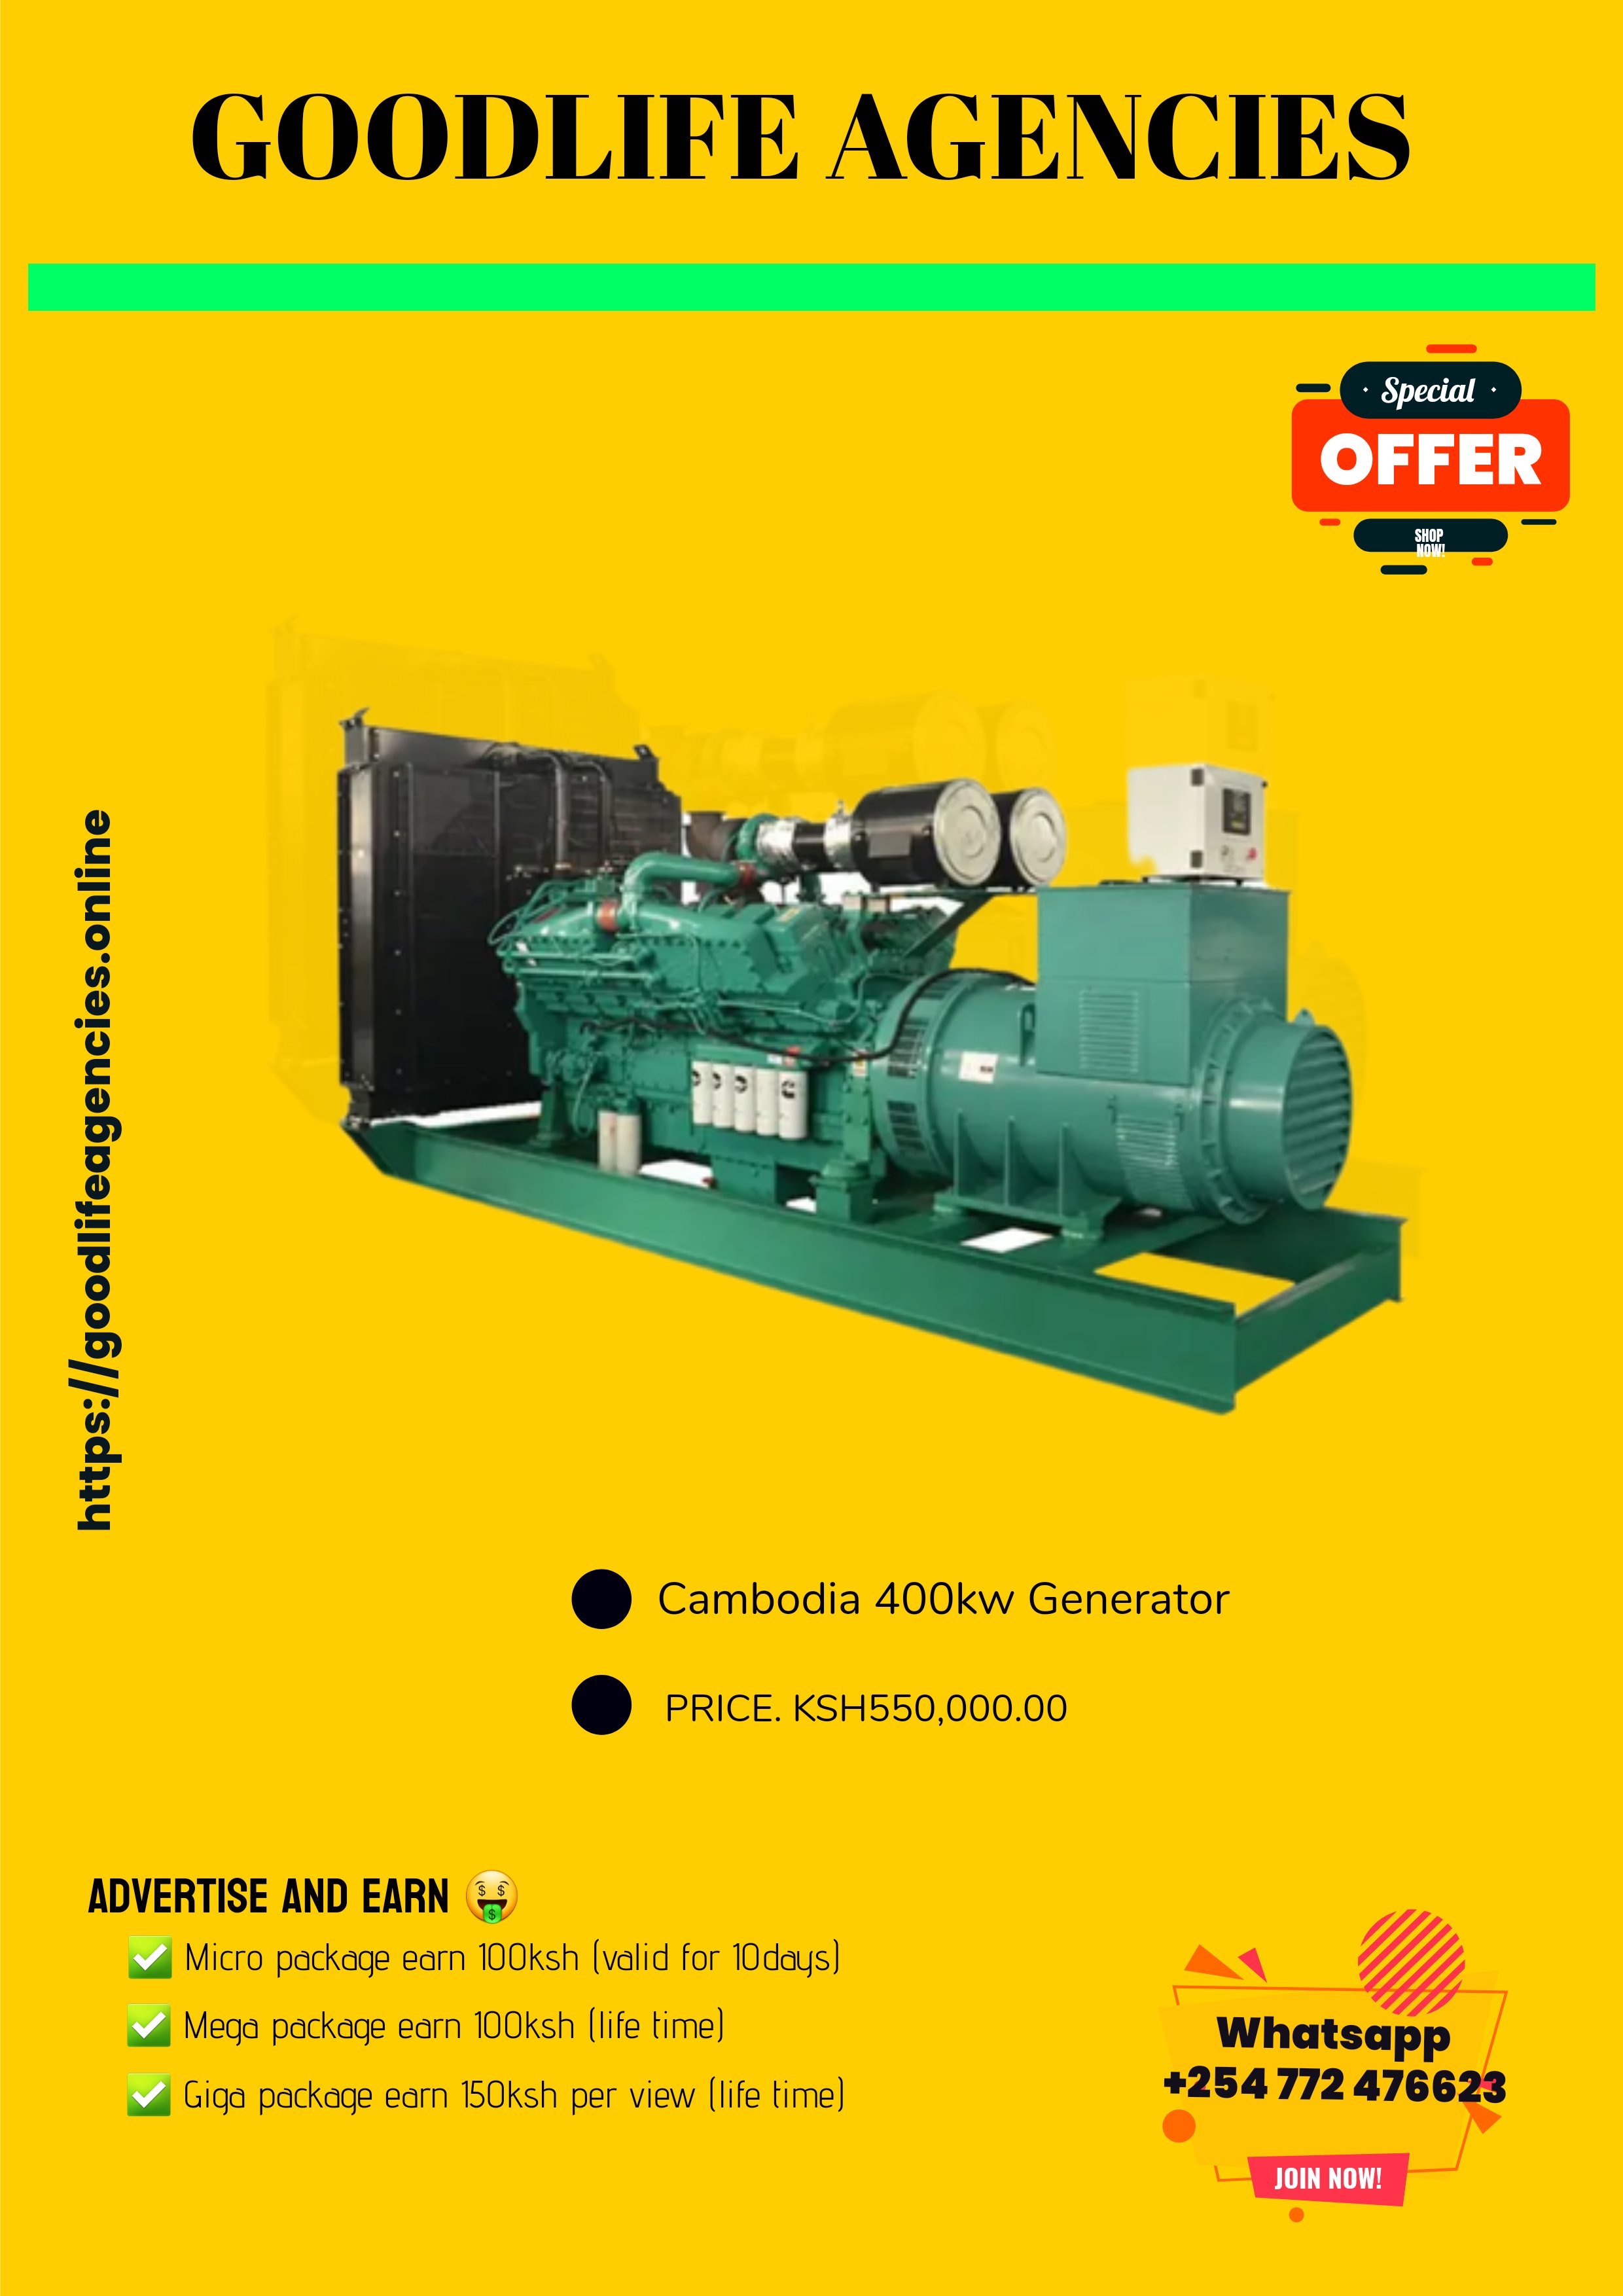 GOODLIFE AGENCIES
Special
OFFER
SHOP
NOW!
https://goodlifeagencies.online
Cambodia 400kw Generator
PRICE. KSH550,000.00
ADVERTISE AND EARN 🤑
✅ Micro package earn 100ksh (valid for 10days)
✅ Mega package earn 100ksh (life time)
✅ Giga package earn 150ksh per view (life time)
Whatsapp
+254 772 476623
JOIN NOW!